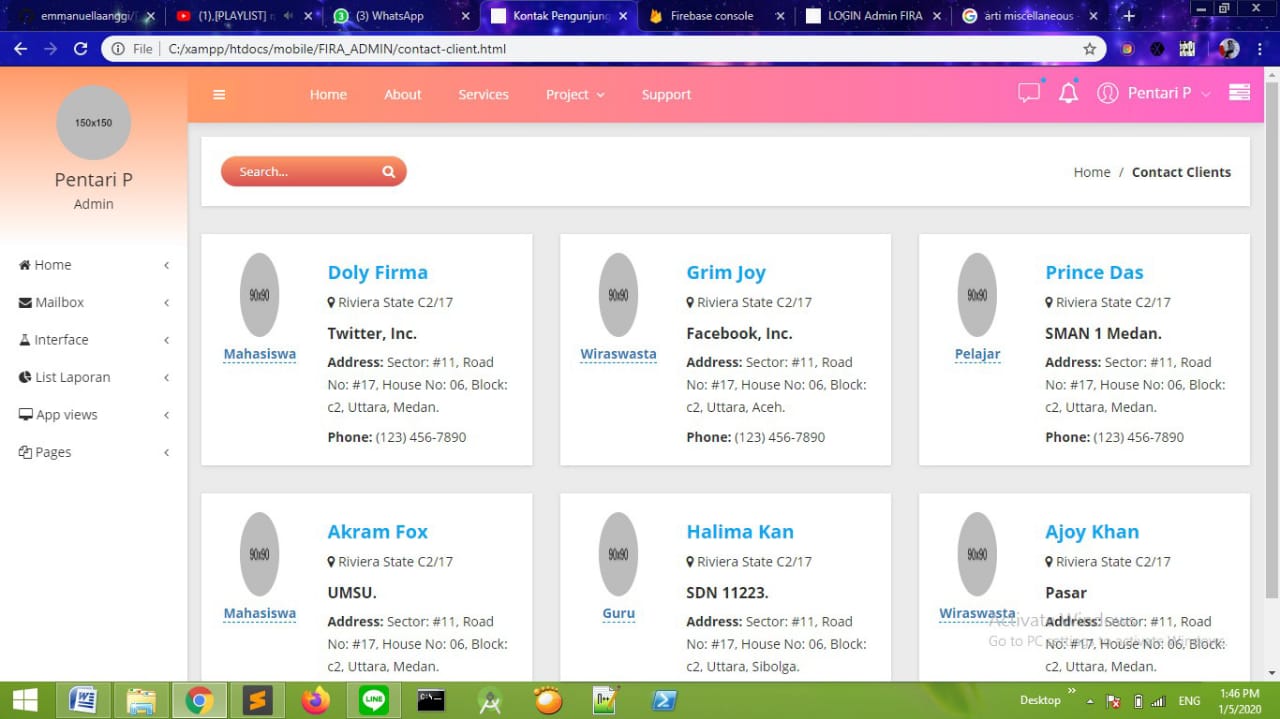 emmanuellaanggi/
(1).[PLAYLIST]
(3) WhatsApp
Kontak Pengunjung
Firebase console
LOGIN Admin FIRA
arti miscellaneous
File
C:/xampp/htdocs/mobile/FIRA_ADMIN/contact-client.html
150x150
Pentari P
Admin
Home
Mailbox
Interface
List Laporan
App views
Pages
Home
About
Services
Project
Support
Pentari P
Search...
Home / Contact Clients
90x90
Mahasiswa
Doly Firma
Riviera State C2/17
Twitter, Inc.
Address: Sector: #11, Road
No: #17, House No: 06, Block:
c2, Uttara, Medan.
Phone: (123) 456-7890
90x90
Wiraswasta
Grim Joy
Riviera State C2/17
Facebook, Inc.
Address: Sector: #11, Road
No: #17, House No: 06, Block:
c2, Uttara, Aceh.
Phone: (123) 456-7890
90x90
Pelajar
Prince Das
Riviera State C2/17
SMAN 1 Medan.
Address: Sector: #11, Road
No: #17, House No: 06, Block:
c2, Uttara, Medan.
Phone: (123) 456-7890
90x90
Mahasiswa
Akram Fox
Riviera State C2/17
UMSU.
Address: Sector: #11, Road
No: #17, House No: 06, Block:
c2, Uttara, Medan.
90x90
Guru
Halima Kan
Riviera State C2/17
SDN 11223.
Address: Sector: #11, Road
No: #17, House No: 06, Block:
c2, Uttara, Sibolga.
90x90
Wiraswasta
Ajoy Khan
Riviera State C2/17
Pasar
Address: Sector: #11, Road
No: #17, House No: 06, Block:
c2, Uttara, Medan.
Activate Windows
Go to PC settings to activate Windows.
LINE
Desktop
ENG
1:46 PM
1/5/2020